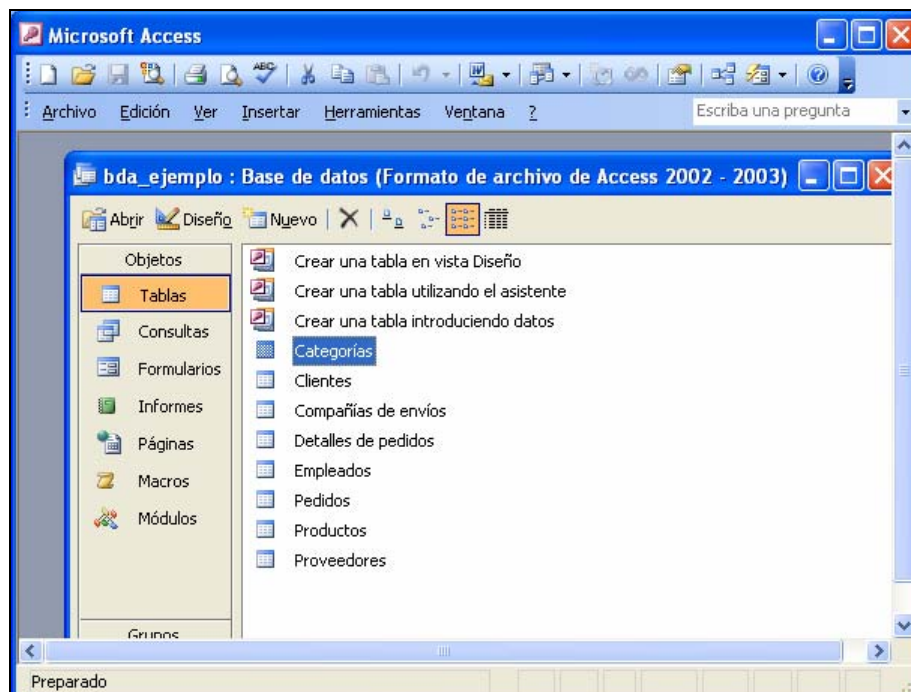 Microsoft Access
Archivo Edición Ver Insertar Herramientas Ventana ? Escriba una pregunta
bda_ejemplo : Base de datos (Formato de archivo de Access 2002 - 2003)
Abrir Diseño Nuevo
Objetos
Tablas
Consultas
Formularios
Informes
Páginas
Macros
Módulos
Grupos
Crear una tabla en vista Diseño
Crear una tabla utilizando el asistente
Crear una tabla introduciendo datos
Categorías
Clientes
Compañías de envíos
Detalles de pedidos
Empleados
Pedidos
Productos
Proveedores
Preparado